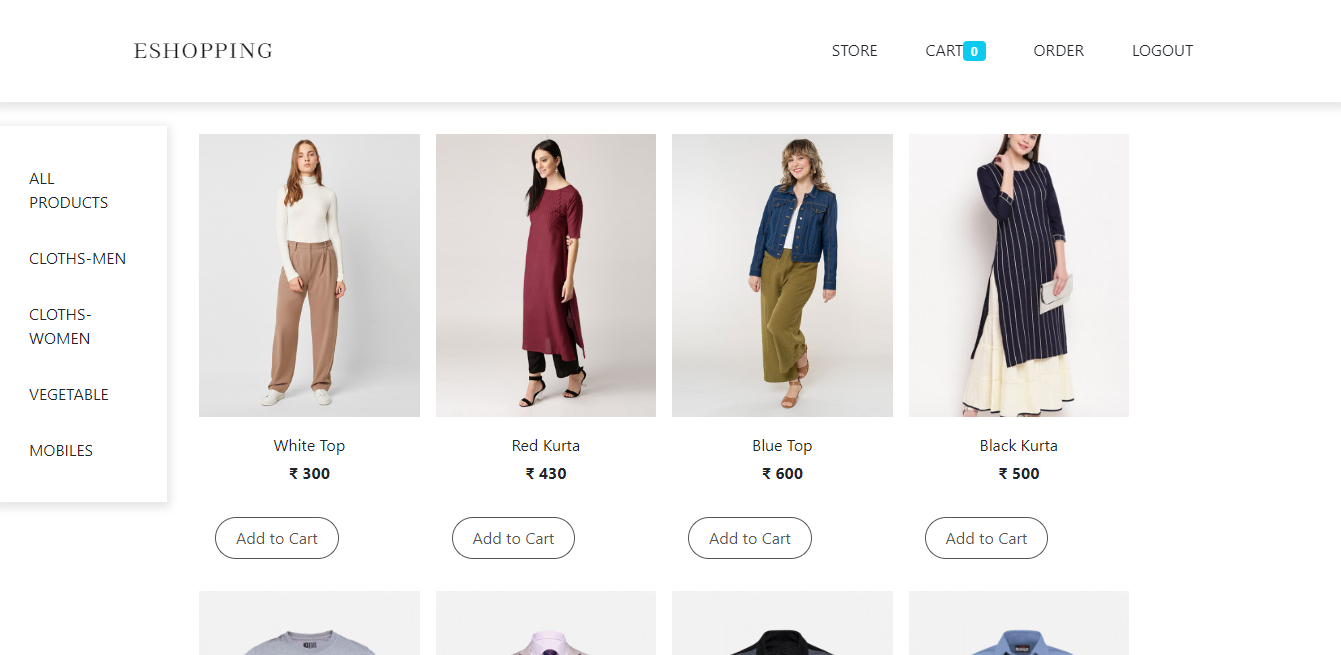 ESHOPPING
STORE
CART 0
ORDER
LOGOUT
ALL
PRODUCTS
CLOTHS-MEN
CLOTHS-
WOMEN
VEGETABLE
MOBILES
White Top
₹ 300
Add to Cart
Red Kurta
₹ 430
Add to Cart
Blue Top
₹ 600
Add to Cart
Black Kurta
₹ 500
Add to Cart